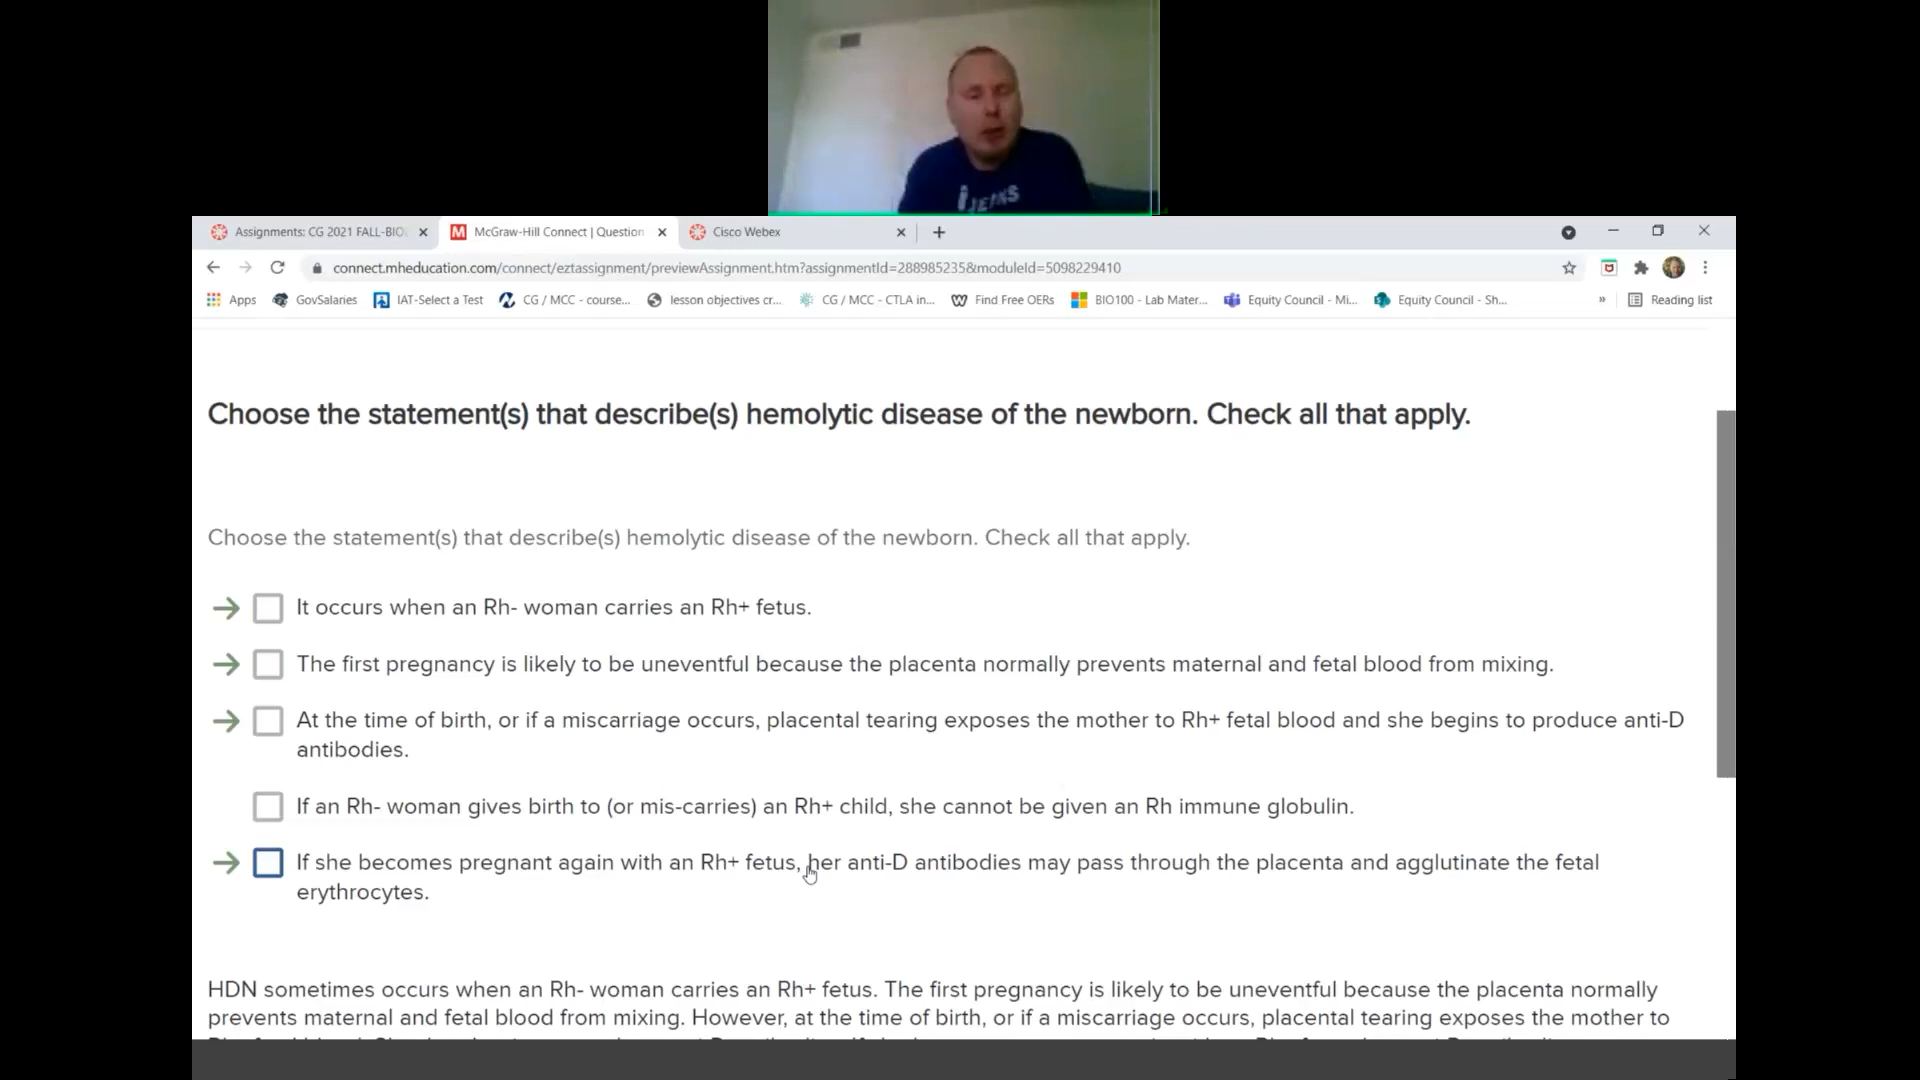 i JEANS
Assignments: CG 2021 FALL-BIO
McGraw-Hill Connect | Question
Cisco Webex
connect.mheducation.com/connect/eztassignment/previewAssignment.htm?assignmentId=288985235&moduleId=5098229410
Apps GovSalaries IAT-Select a Test CG / MCC - course... lesson objectives cr... CG / MCC - CTLA in... Find Free OERs BIO100 - Lab Mater... Equity Council - Mi... Equity Council - Sh... » Reading list
Choose the statement(s) that describe(s) hemolytic disease of the newborn. Check all that apply.
Choose the statement(s) that describe(s) hemolytic disease of the newborn. Check all that apply.
It occurs when an Rh- woman carries an Rh+ fetus.
The first pregnancy is likely to be uneventful because the placenta normally prevents maternal and fetal blood from mixing.
At the time of birth, or if a miscarriage occurs, placental tearing exposes the mother to Rh+ fetal blood and she begins to produce anti-D
antibodies.
If an Rh- woman gives birth to (or mis-carries) an Rh+ child, she cannot be given an Rh immune globulin.
If she becomes pregnant again with an Rh+ fetus, her anti-D antibodies may pass through the placenta and agglutinate the fetal
erythrocytes.
HDN sometimes occurs when an Rh- woman carries an Rh+ fetus. The first pregnancy is likely to be uneventful because the placenta normally
prevents maternal and fetal blood from mixing. However, at the time of birth, or if a miscarriage occurs, placental tearing exposes the mother to